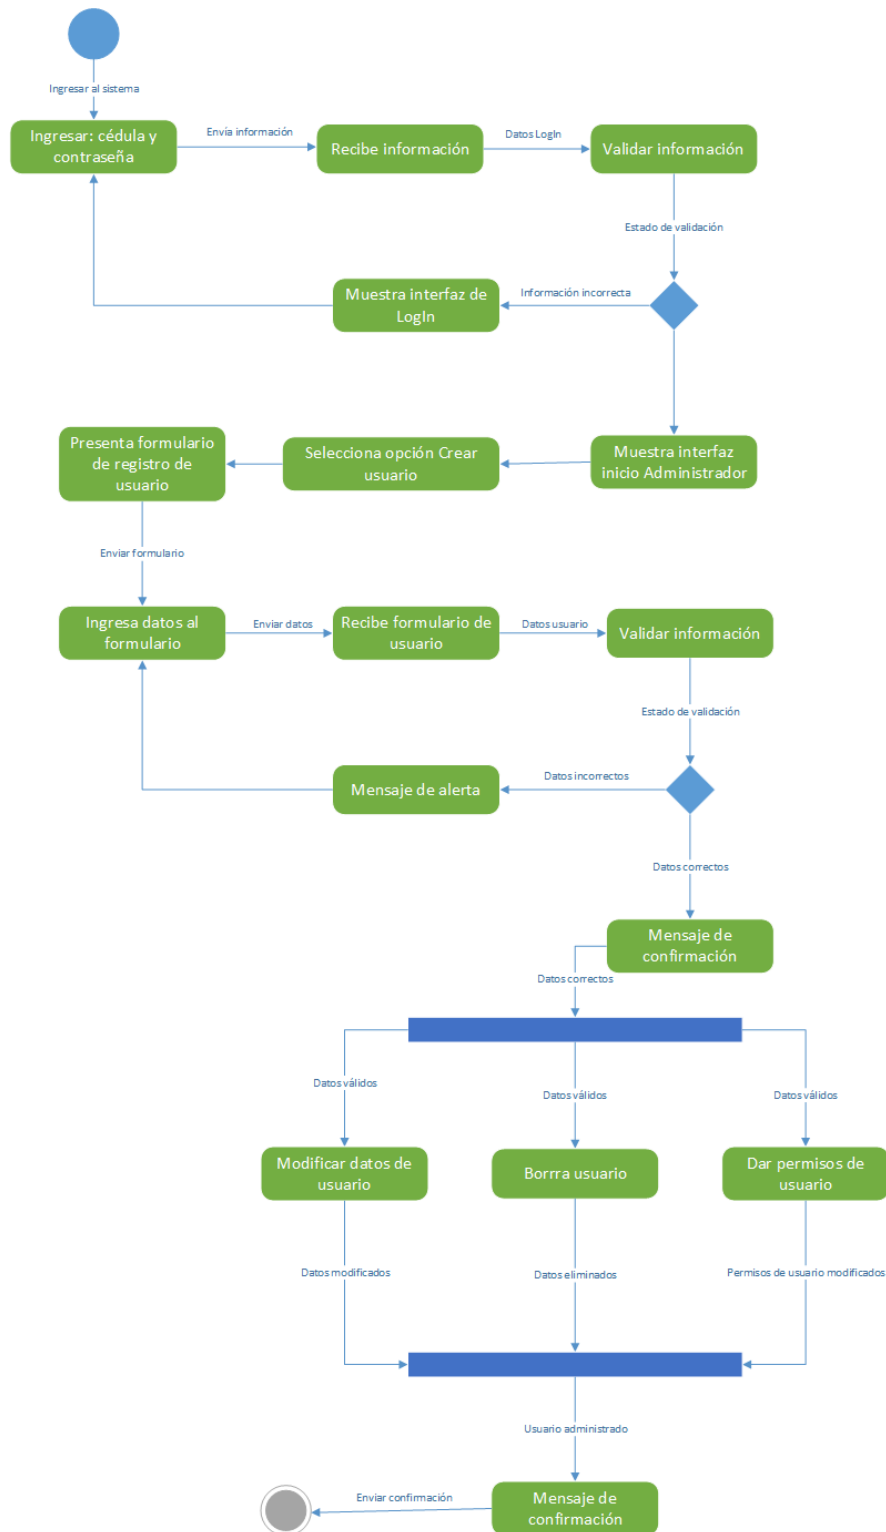 Ingresar al sistema
Ingresar: cédula y
contraseña
Envía información
Recibe información
Datos LogIn
Validar información
Estado de validación
Información incorrecta
Muestra interfaz de
LogIn
Muestra interfaz
inicio Administrador
Selecciona opción Crear
usuario
Presenta formulario
de registro de
usuario
Enviar formulario
Ingresa datos al
formulario
Enviar datos
Recibe formulario de
usuario
Datos usuario
Validar información
Estado de validación
Datos incorrectos
Mensaje de alerta
Datos correctos
Mensaje de
confirmación
Datos correctos
Datos válidos
Datos válidos
Datos válidos
Modificar datos de
usuario
Borrra usuario
Dar permisos de
usuario
Datos modificados
Datos eliminados
Permisos de usuario modificados
Usuario administrado
Mensaje de
confirmación
Enviar confirmación